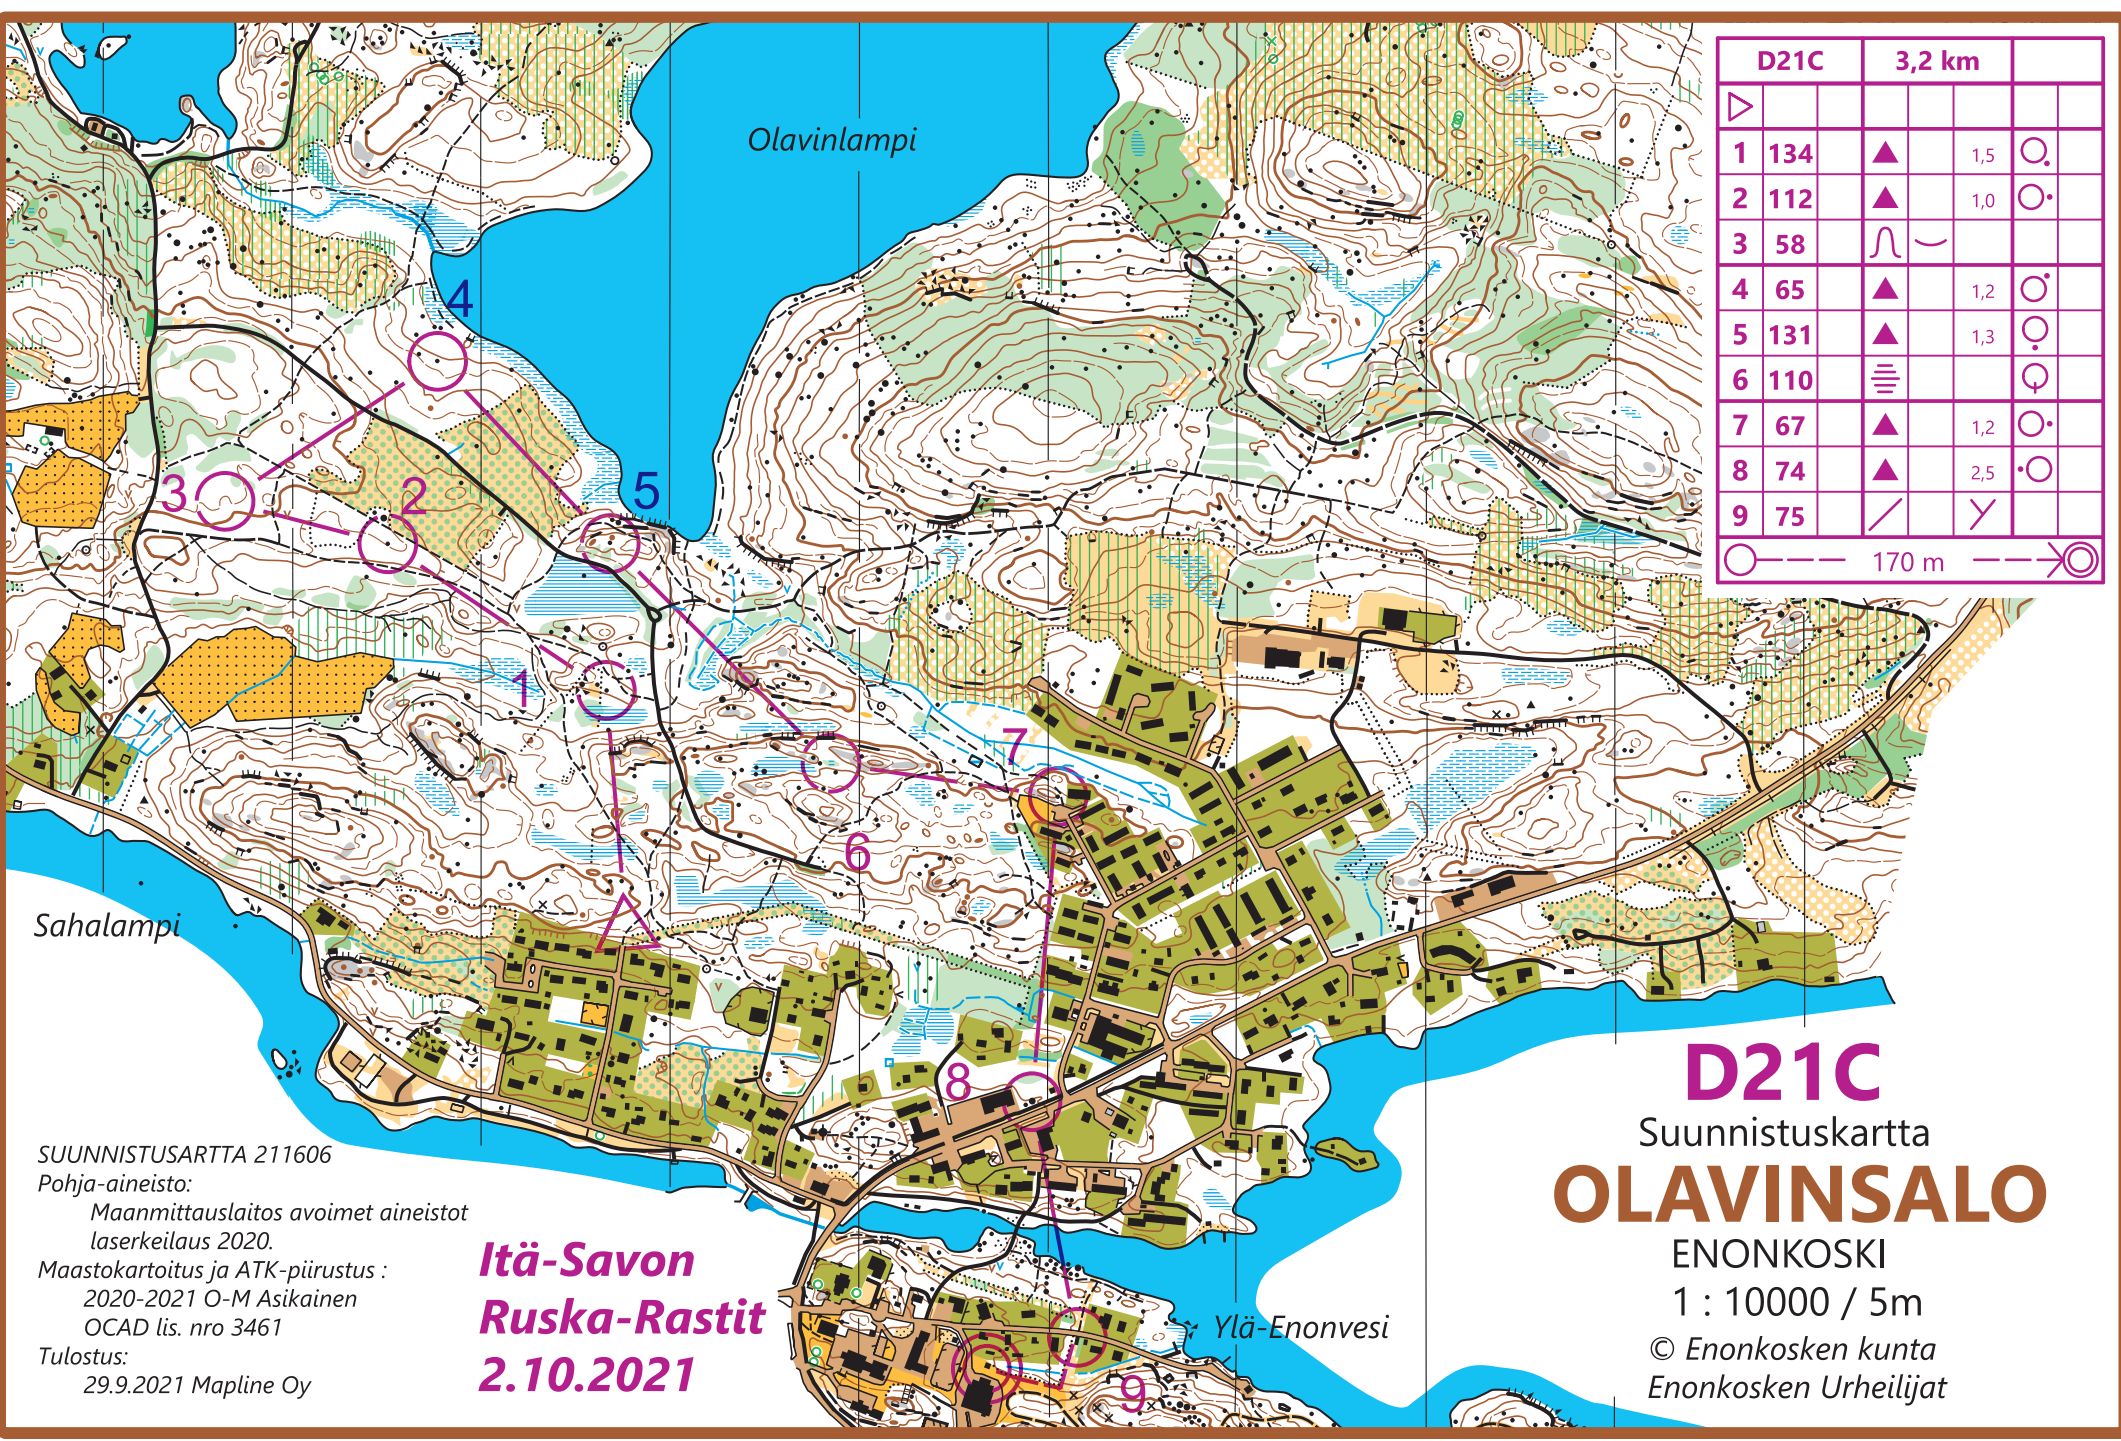 Olavinlampi
D21C 3,2 km
1 134 1,5
2 112 1,0
3 58
4 65 1,2
5 131 1,3
6 110
7 67 1,2
8 74 2,5
9 75
170 m
4
5
3
2
1
7
6
8
9
Sahalampi
Ylä-Enonvesi
SUUNNISTUSARTTA 211606
Pohja-aineisto:
Maanmittauslaitos avoimet aineistot
laserkeilaus 2020.
Maastokartoitus ja ATK-piirustus :
2020-2021 O-M Asikainen
OCAD lis. nro 3461
Tulostus:
29.9.2021 Mapline Oy
Itä-Savon
Ruska-Rastit
2.10.2021
D21C
Suunnistuskartta
OLAVINSALO
ENONKOSKI
1 : 10000 / 5m
© Enonkosken kunta
Enonkosken Urheilijat